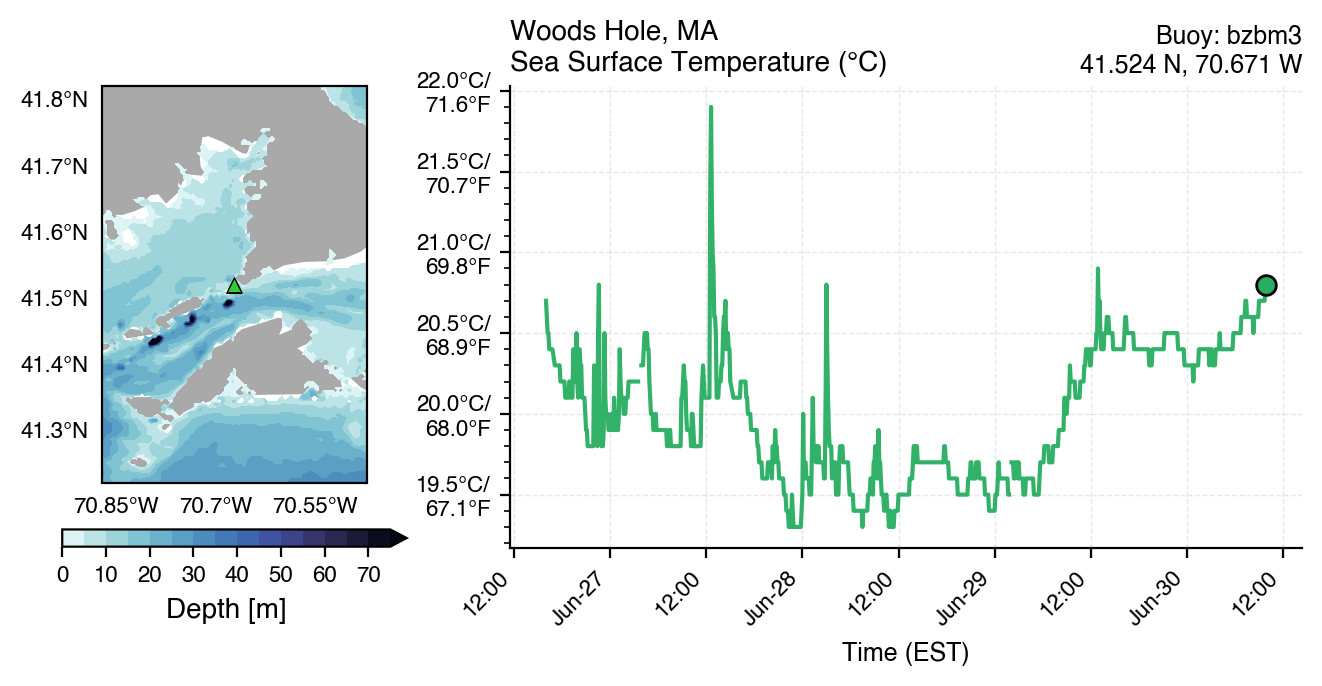 Woods Hole, MA
Sea Surface Temperature (°C)
Buoy: bzbm3
41.524 N, 70.671 W
41.8°N
41.7°N
41.6°N
41.5°N
41.4°N
41.3°N
70.85°W 70.7°W 70.55°W
0 10 20 30 40 50 60 70
Depth [m]
22.0°C/
71.6°F
21.5°C/
70.7°F
21.0°C/
69.8°F
20.5°C/
68.9°F
20.0°C/
68.0°F
19.5°C/
67.1°F
12:00 Jun-27 12:00 Jun-28 12:00 Jun-29 12:00 Jun-30 12:00
Time (EST)